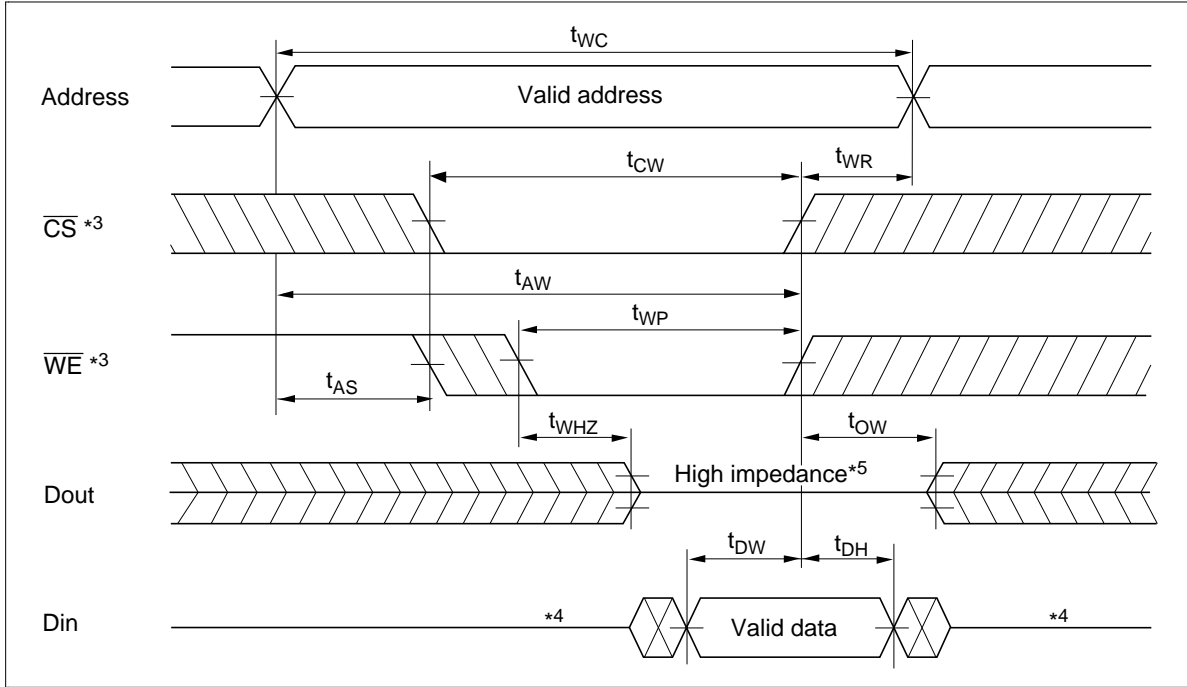 tWC
Address
Valid address
tCW
tWR
CS *3
tAW
tWP
WE *3
tAS
tWHZ
tOW
High impedance*5
Dout
tDW
tDH
Din
*4
Valid data
*4